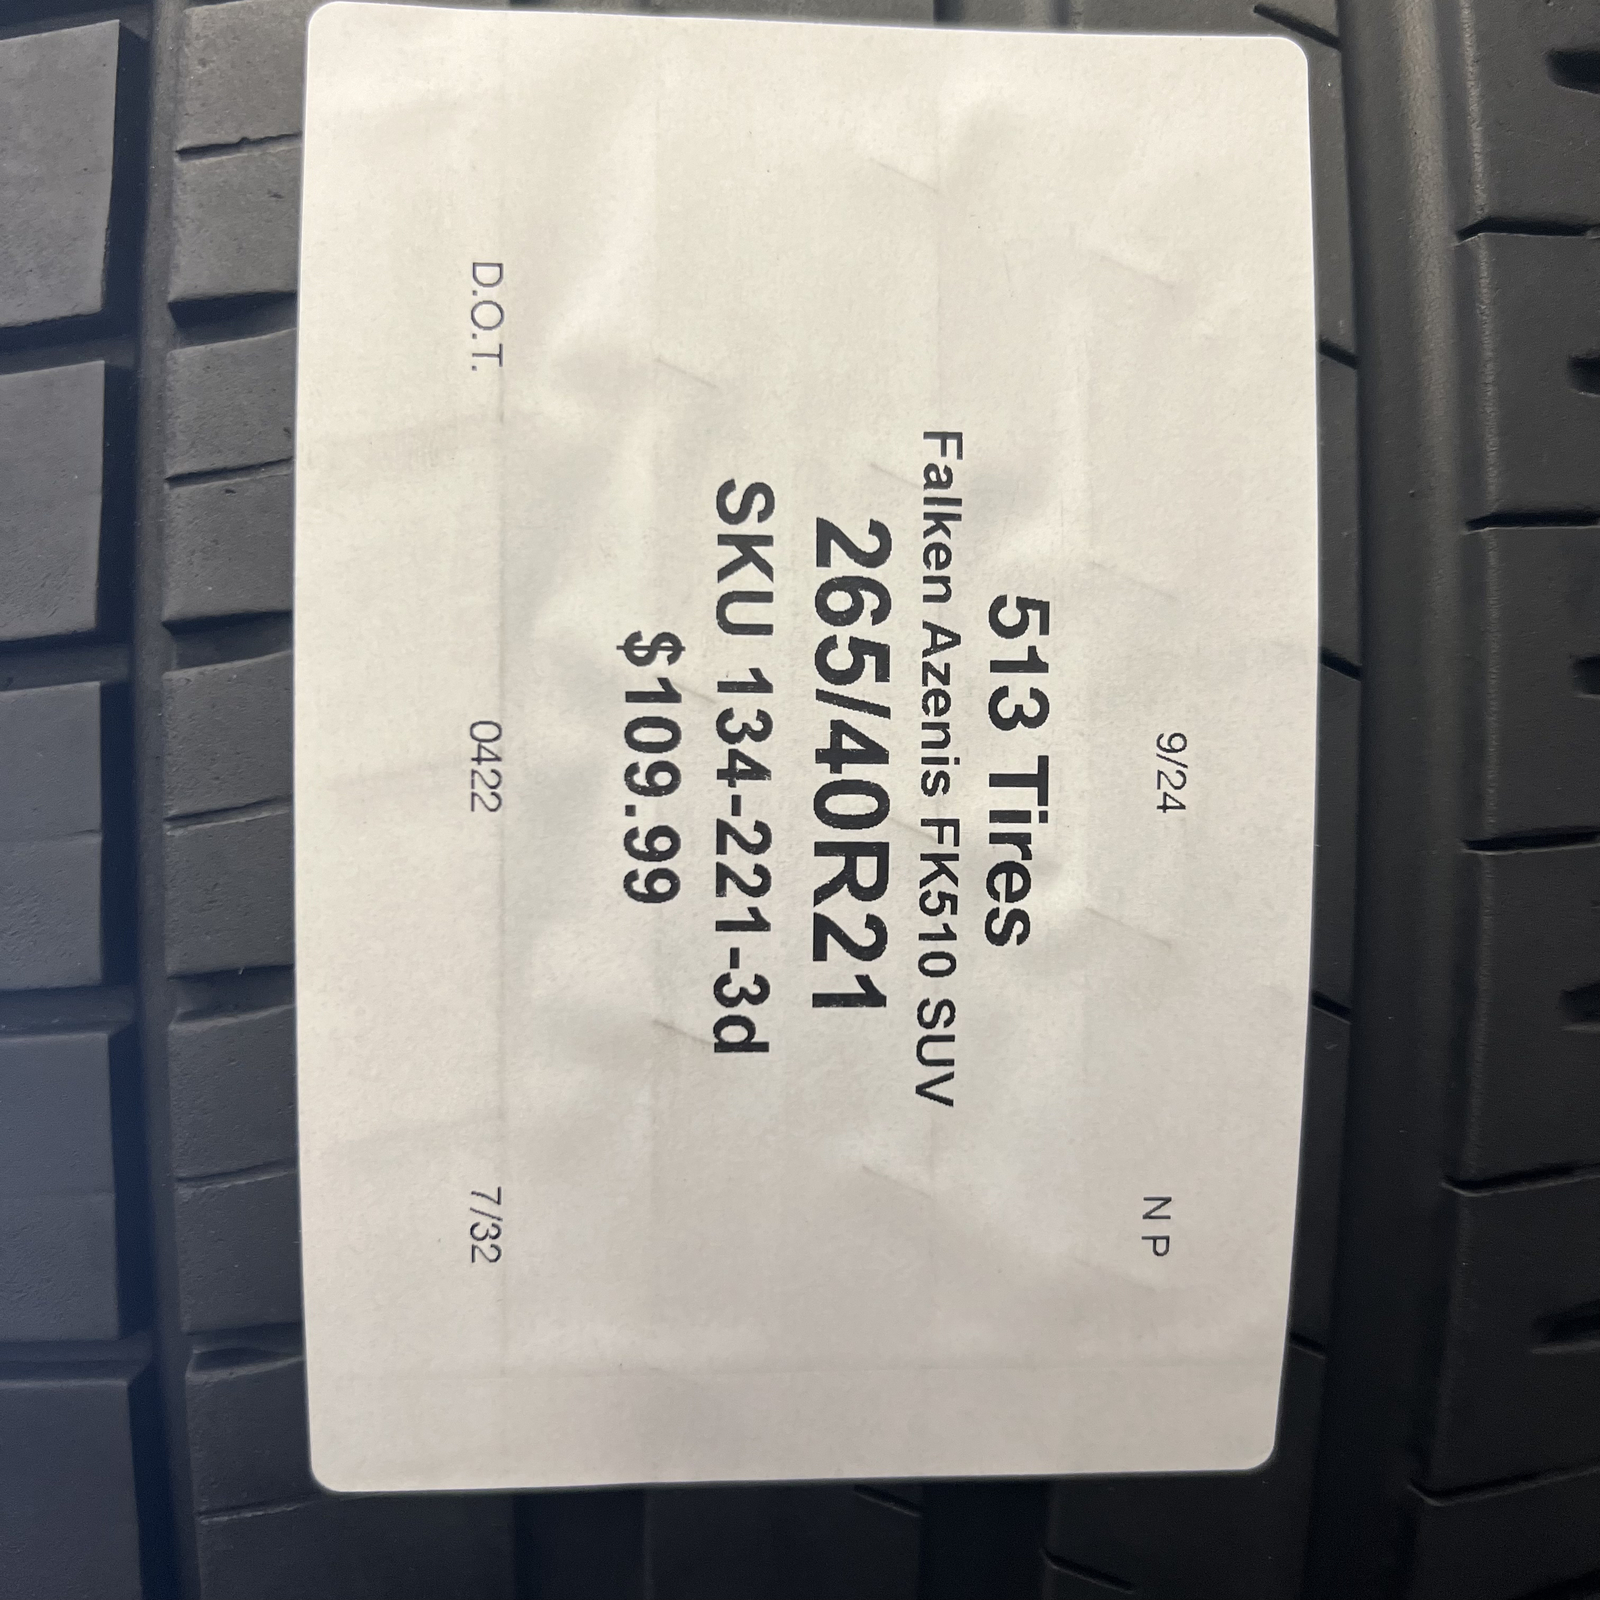 9/24 N P
513 Tires
Falken Azenis FK510 SUV
265/40R21
SKU 134-221-3d
$109.99
D.O.T. 0422 7/32